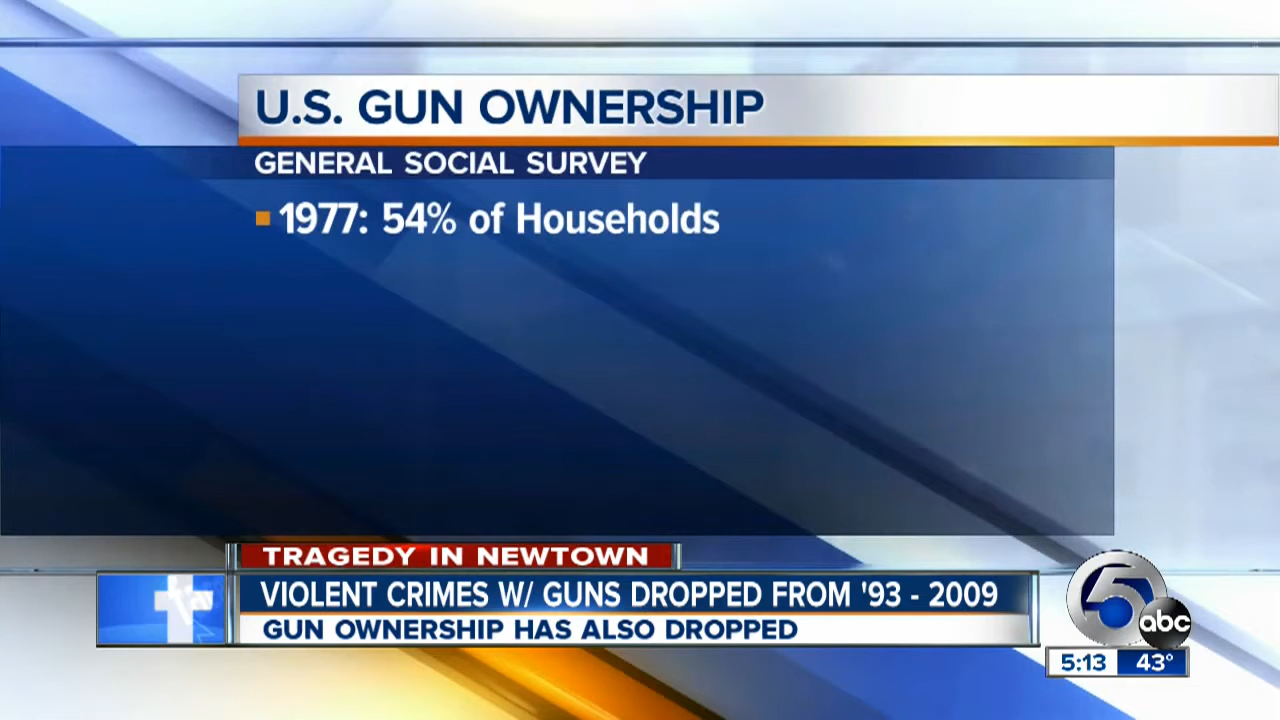 U.S. GUN OWNERSHIP
GENERAL SOCIAL SURVEY
1977: 54% of Households
TRAGEDY IN NEWTOWN
VIOLENT CRIMES W/ GUNS DROPPED FROM '93 - 2009
GUN OWNERSHIP HAS ALSO DROPPED
5
abc
5:13 43°